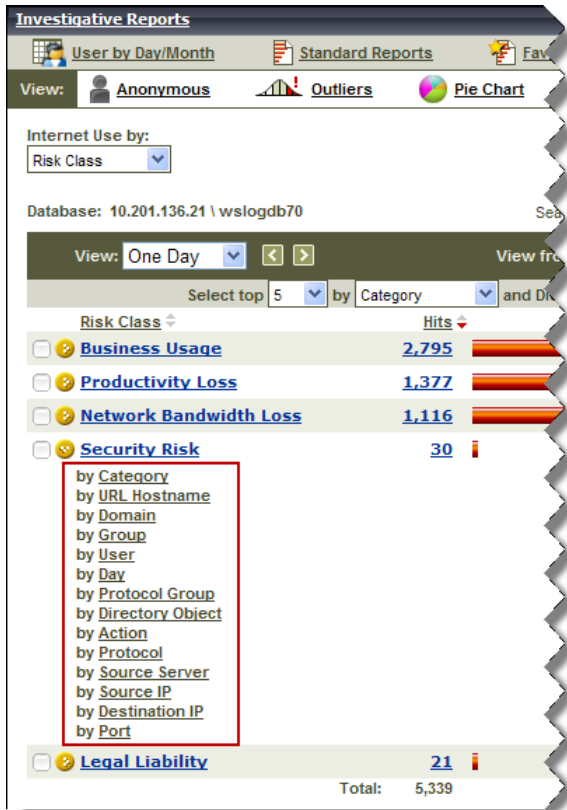 Investigative Reports
User by Day/Month Standard Reports Fav
View: Anonymous Outliers Pie Chart
Internet Use by:
Risk Class
Database: 10.201.136.21 \ wslogdb70 Sea
View: One Day View fro
Select top 5 by Category and Di
Risk Class Hits
Business Usage 2,795
Productivity Loss 1,377
Network Bandwidth Loss 1,116
Security Risk 30
by Category
by URL Hostname
by Domain
by Group
by User
by Day
by Protocol Group
by Directory Object
by Action
by Protocol
by Source Server
by Source IP
by Destination IP
by Port
Legal Liability 21
Total: 5,339